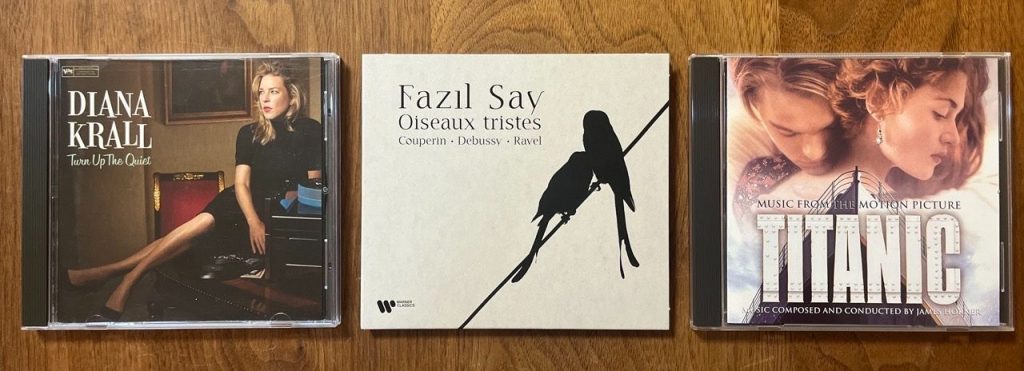 DIANA
KRALL
Turn Up The Quiet
Fazıl Say
Oiseaux tristes
Couperin • Debussy • Ravel
WARNER
CLASSICS
MUSIC FROM THE MOTION PICTURE
TITANIC
MUSIC COMPOSED AND CONDUCTED BY JAMES HORNER